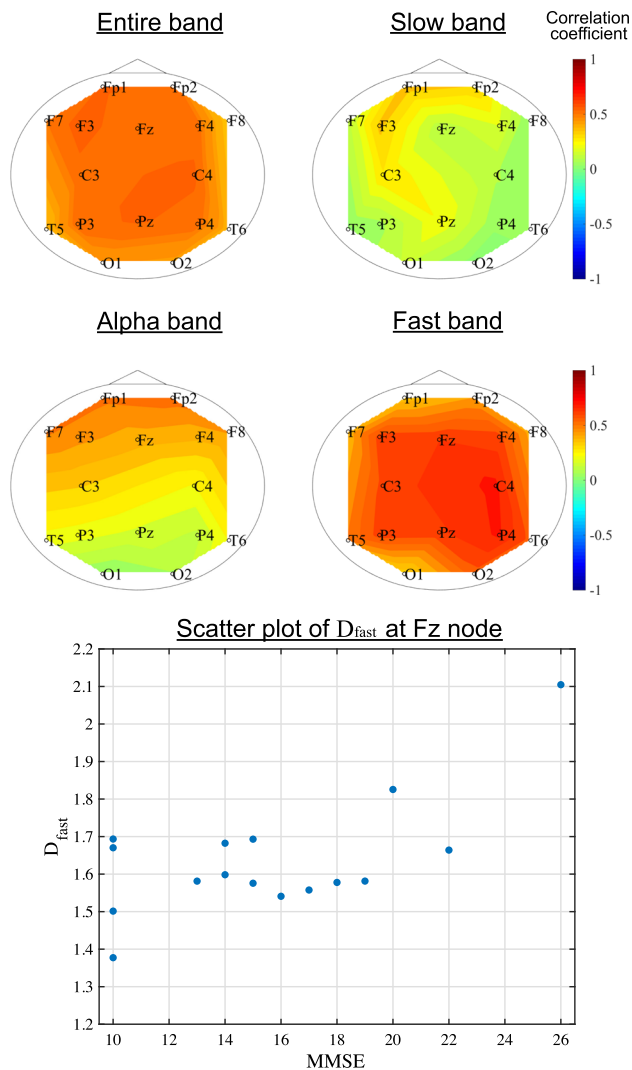 Entire band
Slow band
Correlation
coefficient
Fp1 Fp2
F7 F3 Fz F4 F8
C3 C4
T5 P3 Pz P4 T6
O1 O2
Fp1 Fp2
F7 F3 Fz F4 F8
C3 C4
T5 P3 Pz P4 T6
O1 O2
1
0.5
0
-0.5
-1
Alpha band
Fast band
Fp1 Fp2
F7 F3 Fz F4 F8
C3 C4
T5 P3 Pz P4 T6
O1 O2
Fp1 Fp2
F7 F3 Fz F4 F8
C3 C4
T5 P3 Pz P4 T6
O1 O2
1
0.5
0
-0.5
-1
Scatter plot of Dfast at Fz node
2.2
2.1
2
1.9
1.8
1.7
1.6
1.5
1.4
1.3
1.2
Dfast
10 12 14 16 18 20 22 24 26
MMSE